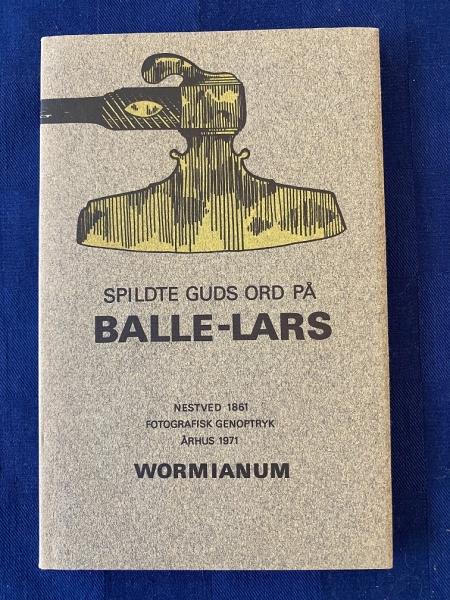 SPILDTE GUDS ORD PÅ
BALLE-LARS
NESTVED 1861
FOTOGRAFISK GENOPTRYK
ÅRHUS 1971
WORMIANUM